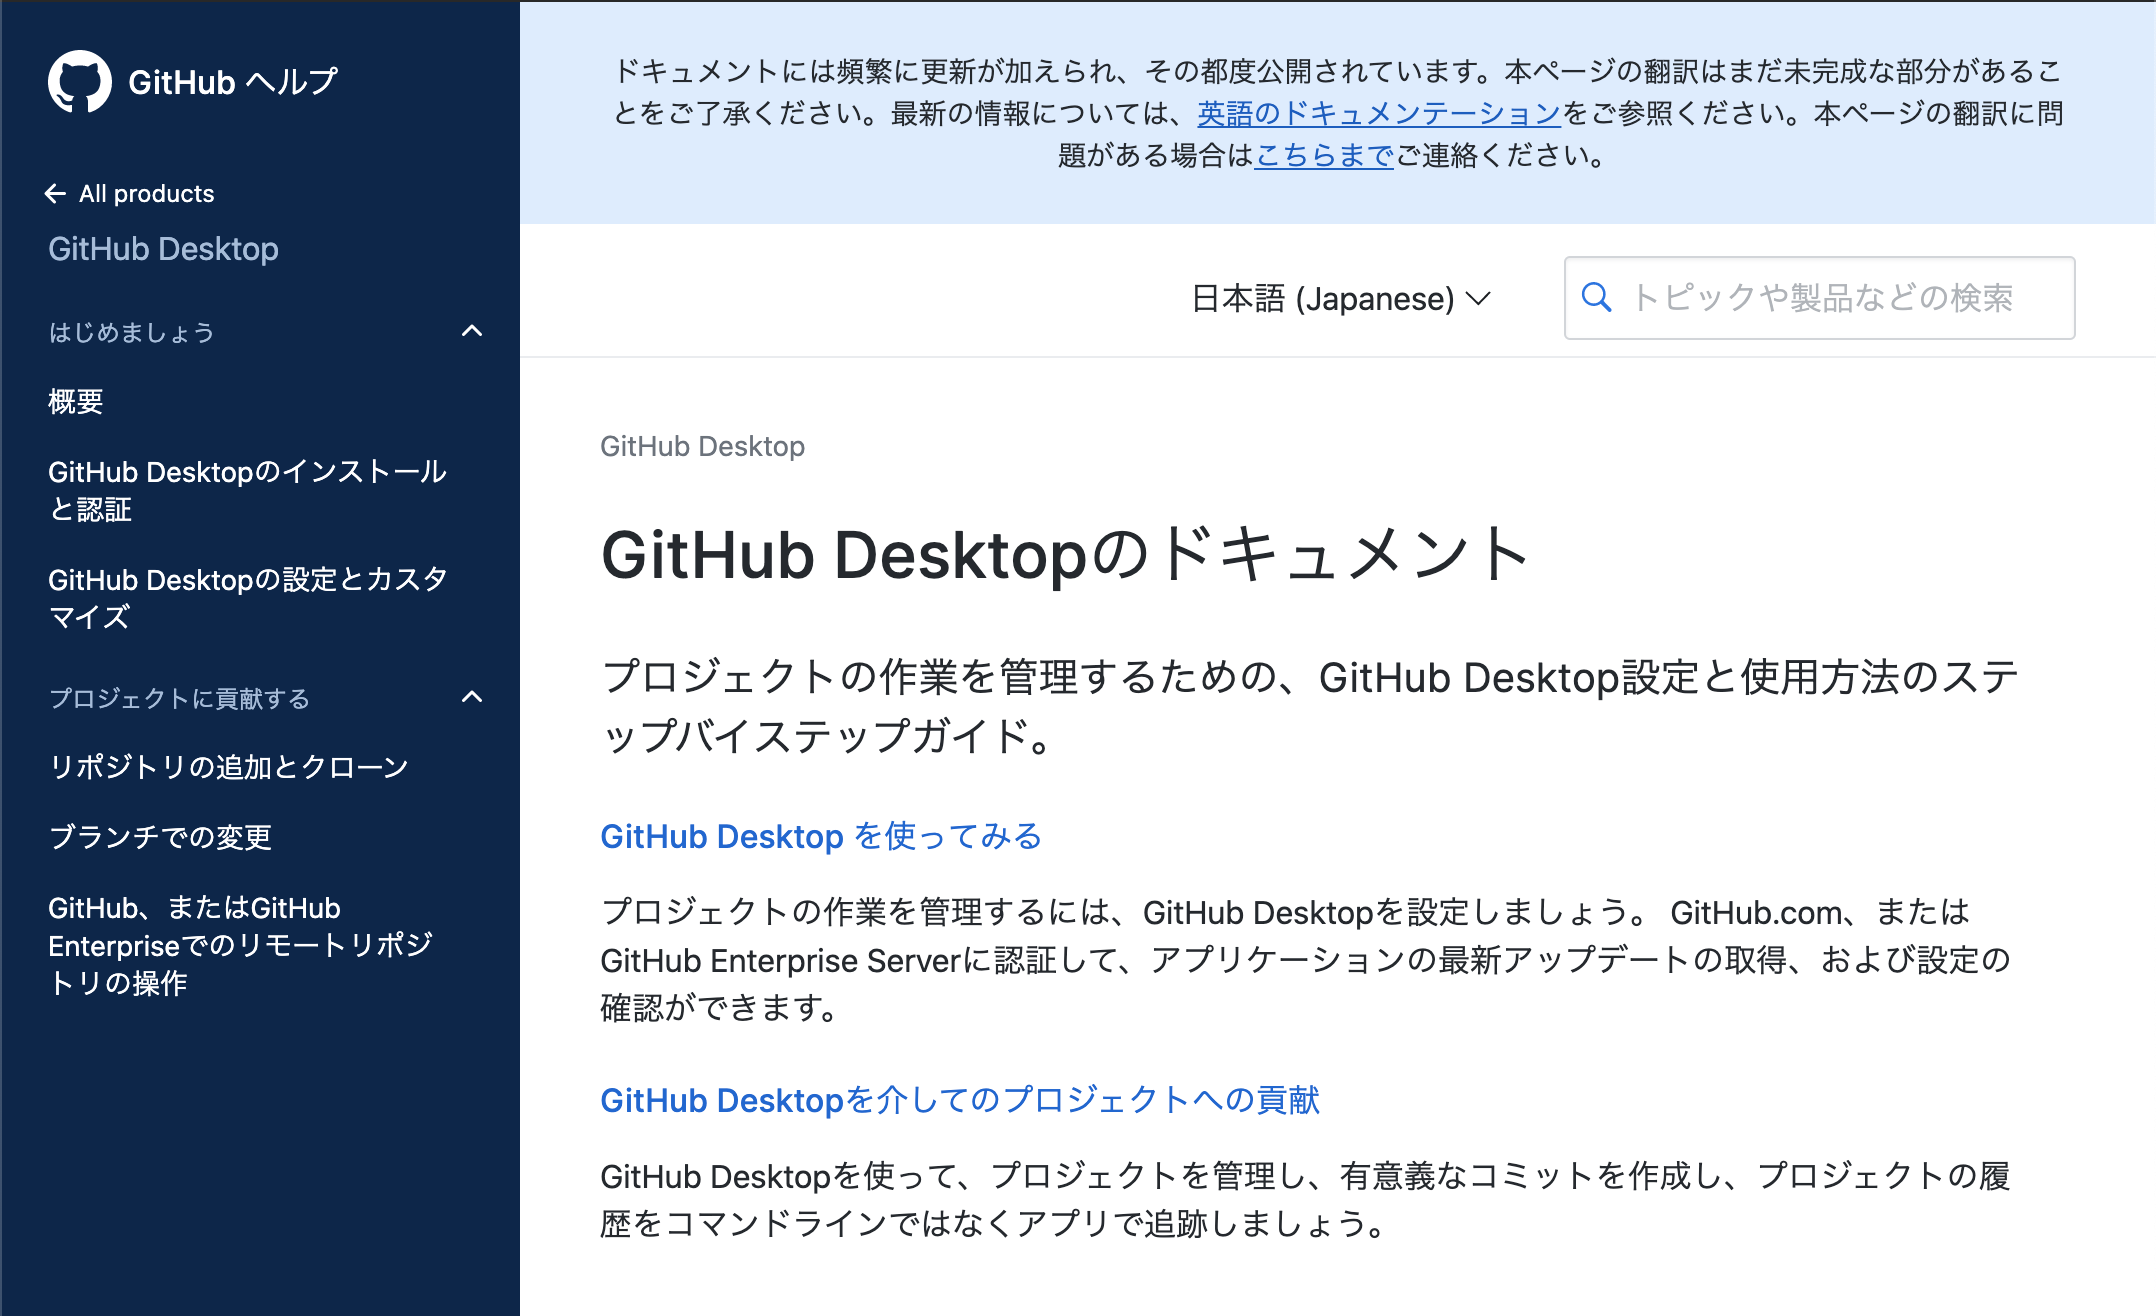 GitHub ヘルプ
All products
GitHub Desktop
はじめましょう
概要
GitHub Desktopのインストール
と認証
GitHub Desktopの設定とカスタ
マイズ
プロジェクトに貢献する
リポジトリの追加とクローン
ブランチでの変更
GitHub、またはGitHub
Enterpriseでのリモートリポジ
トリの操作
ドキュメントには頻繁に更新が加えられ、その都度公開されています。本ページの翻訳はまだ未完成な部分があるこ
とをご了承ください。最新の情報については、英語のドキュメンテーションをご参照ください。本ページの翻訳に問
題がある場合はこちらまでご連絡ください。
日本語 (Japanese)
トピックや製品などの検索
GitHub Desktop
GitHub Desktopのドキュメント
プロジェクトの作業を管理するための、GitHub Desktop設定と使用方法のステ
ップバイステップガイド。
GitHub Desktop を使ってみる
プロジェクトの作業を管理するには、GitHub Desktopを設定しましょう。 GitHub.com、または
GitHub Enterprise Serverに認証して、アプリケーションの最新アップデートの取得、および設定の
確認ができます。
GitHub Desktopを介してのプロジェクトへの貢献
GitHub Desktopを使って、プロジェクトを管理し、有意義なコミットを作成し、プロジェクトの履
歴をコマンドラインではなくアプリで追跡しましょう。